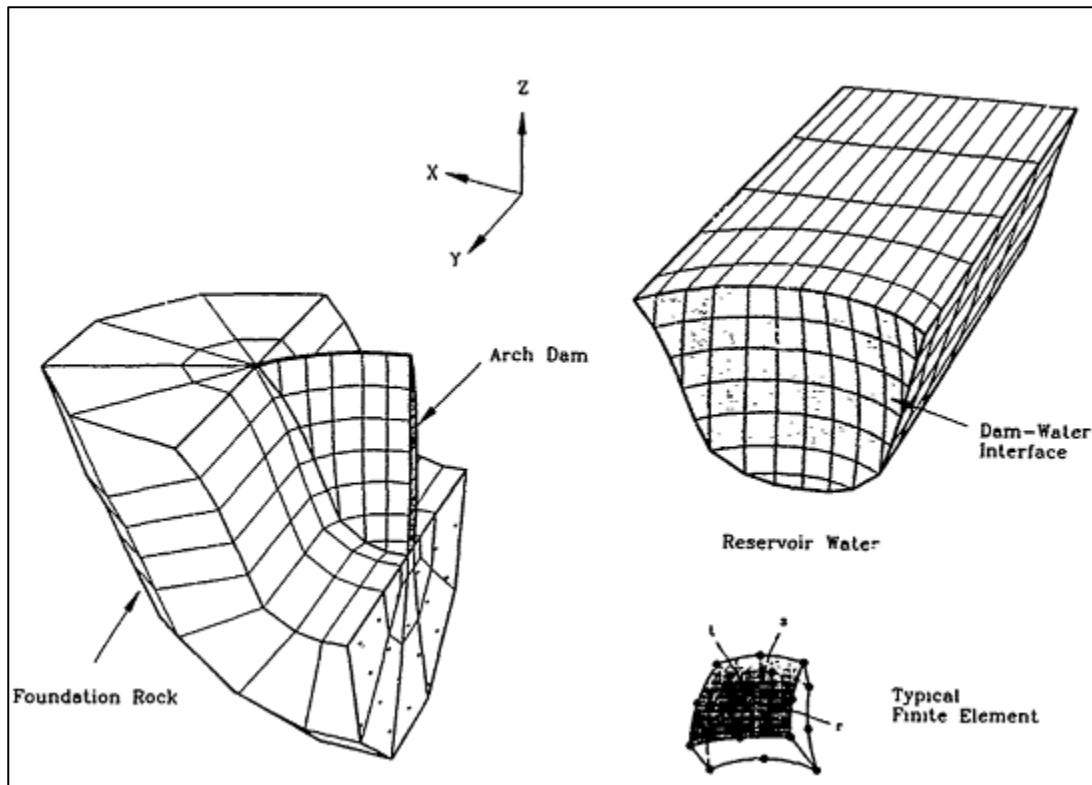 Z
X
Y
Arch Dam
Dam-Water
Interface
Reservoir Water
Foundation Rock
t
s
r
Typical
Finite Element